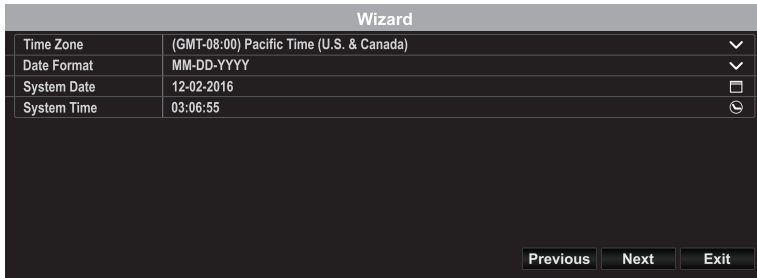 Wizard
Time Zone (GMT-08:00) Pacific Time (U.S. & Canada)
Date Format MM-DD-YYYY
System Date 12-02-2016
System Time 03:06:55
Previous Next Exit